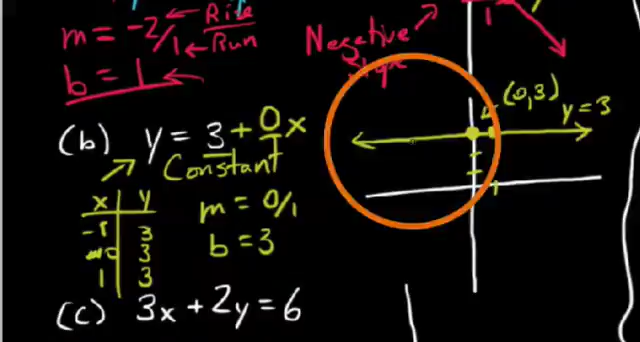 m = -2/1 ← Rise
← Run
b = 1 ←
Negative
1
(b) y = 3 + 0x
Constant
x y
-1 3
0 3
1 3
m = 0/1
b = 3
(0,3)
y = 3
1
(c) 3x + 2y = 6